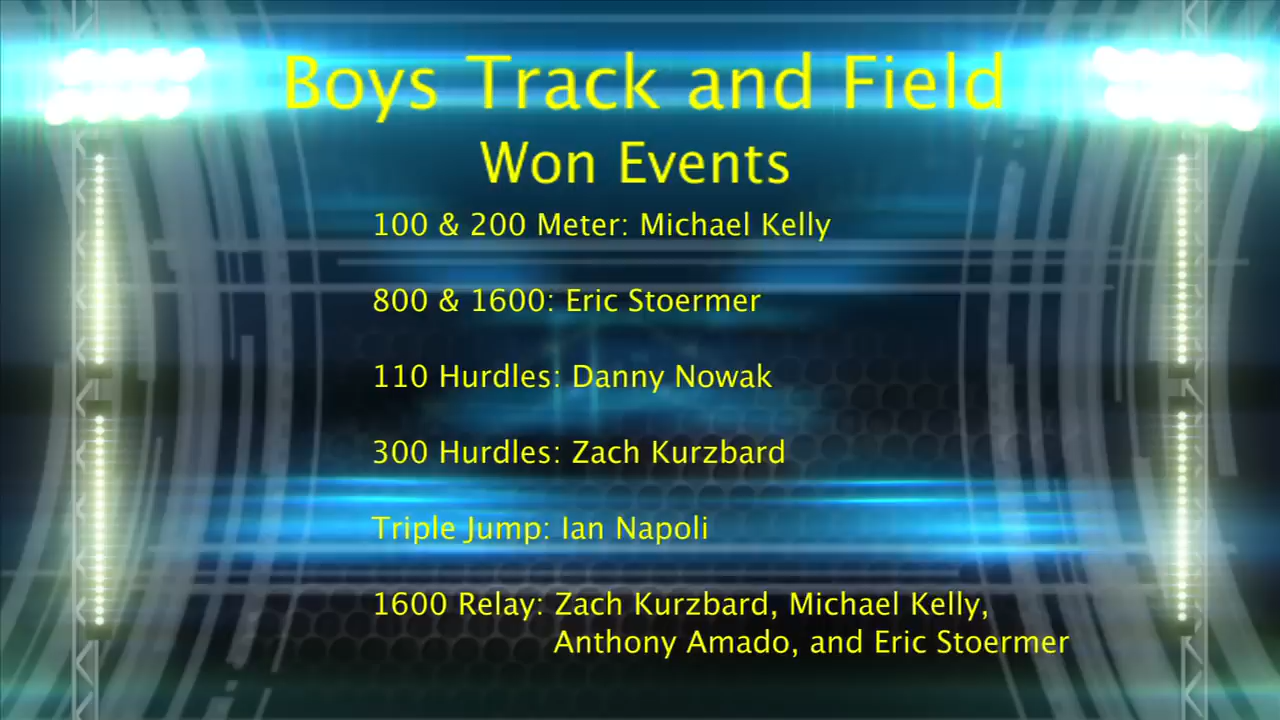 Boys Track and Field
Won Events
100 & 200 Meter: Michael Kelly
800 & 1600: Eric Stoermer
110 Hurdles: Danny Nowak
300 Hurdles: Zach Kurzbard
Triple Jump: Ian Napoli
1600 Relay: Zach Kurzbard, Michael Kelly,
Anthony Amado, and Eric Stoermer